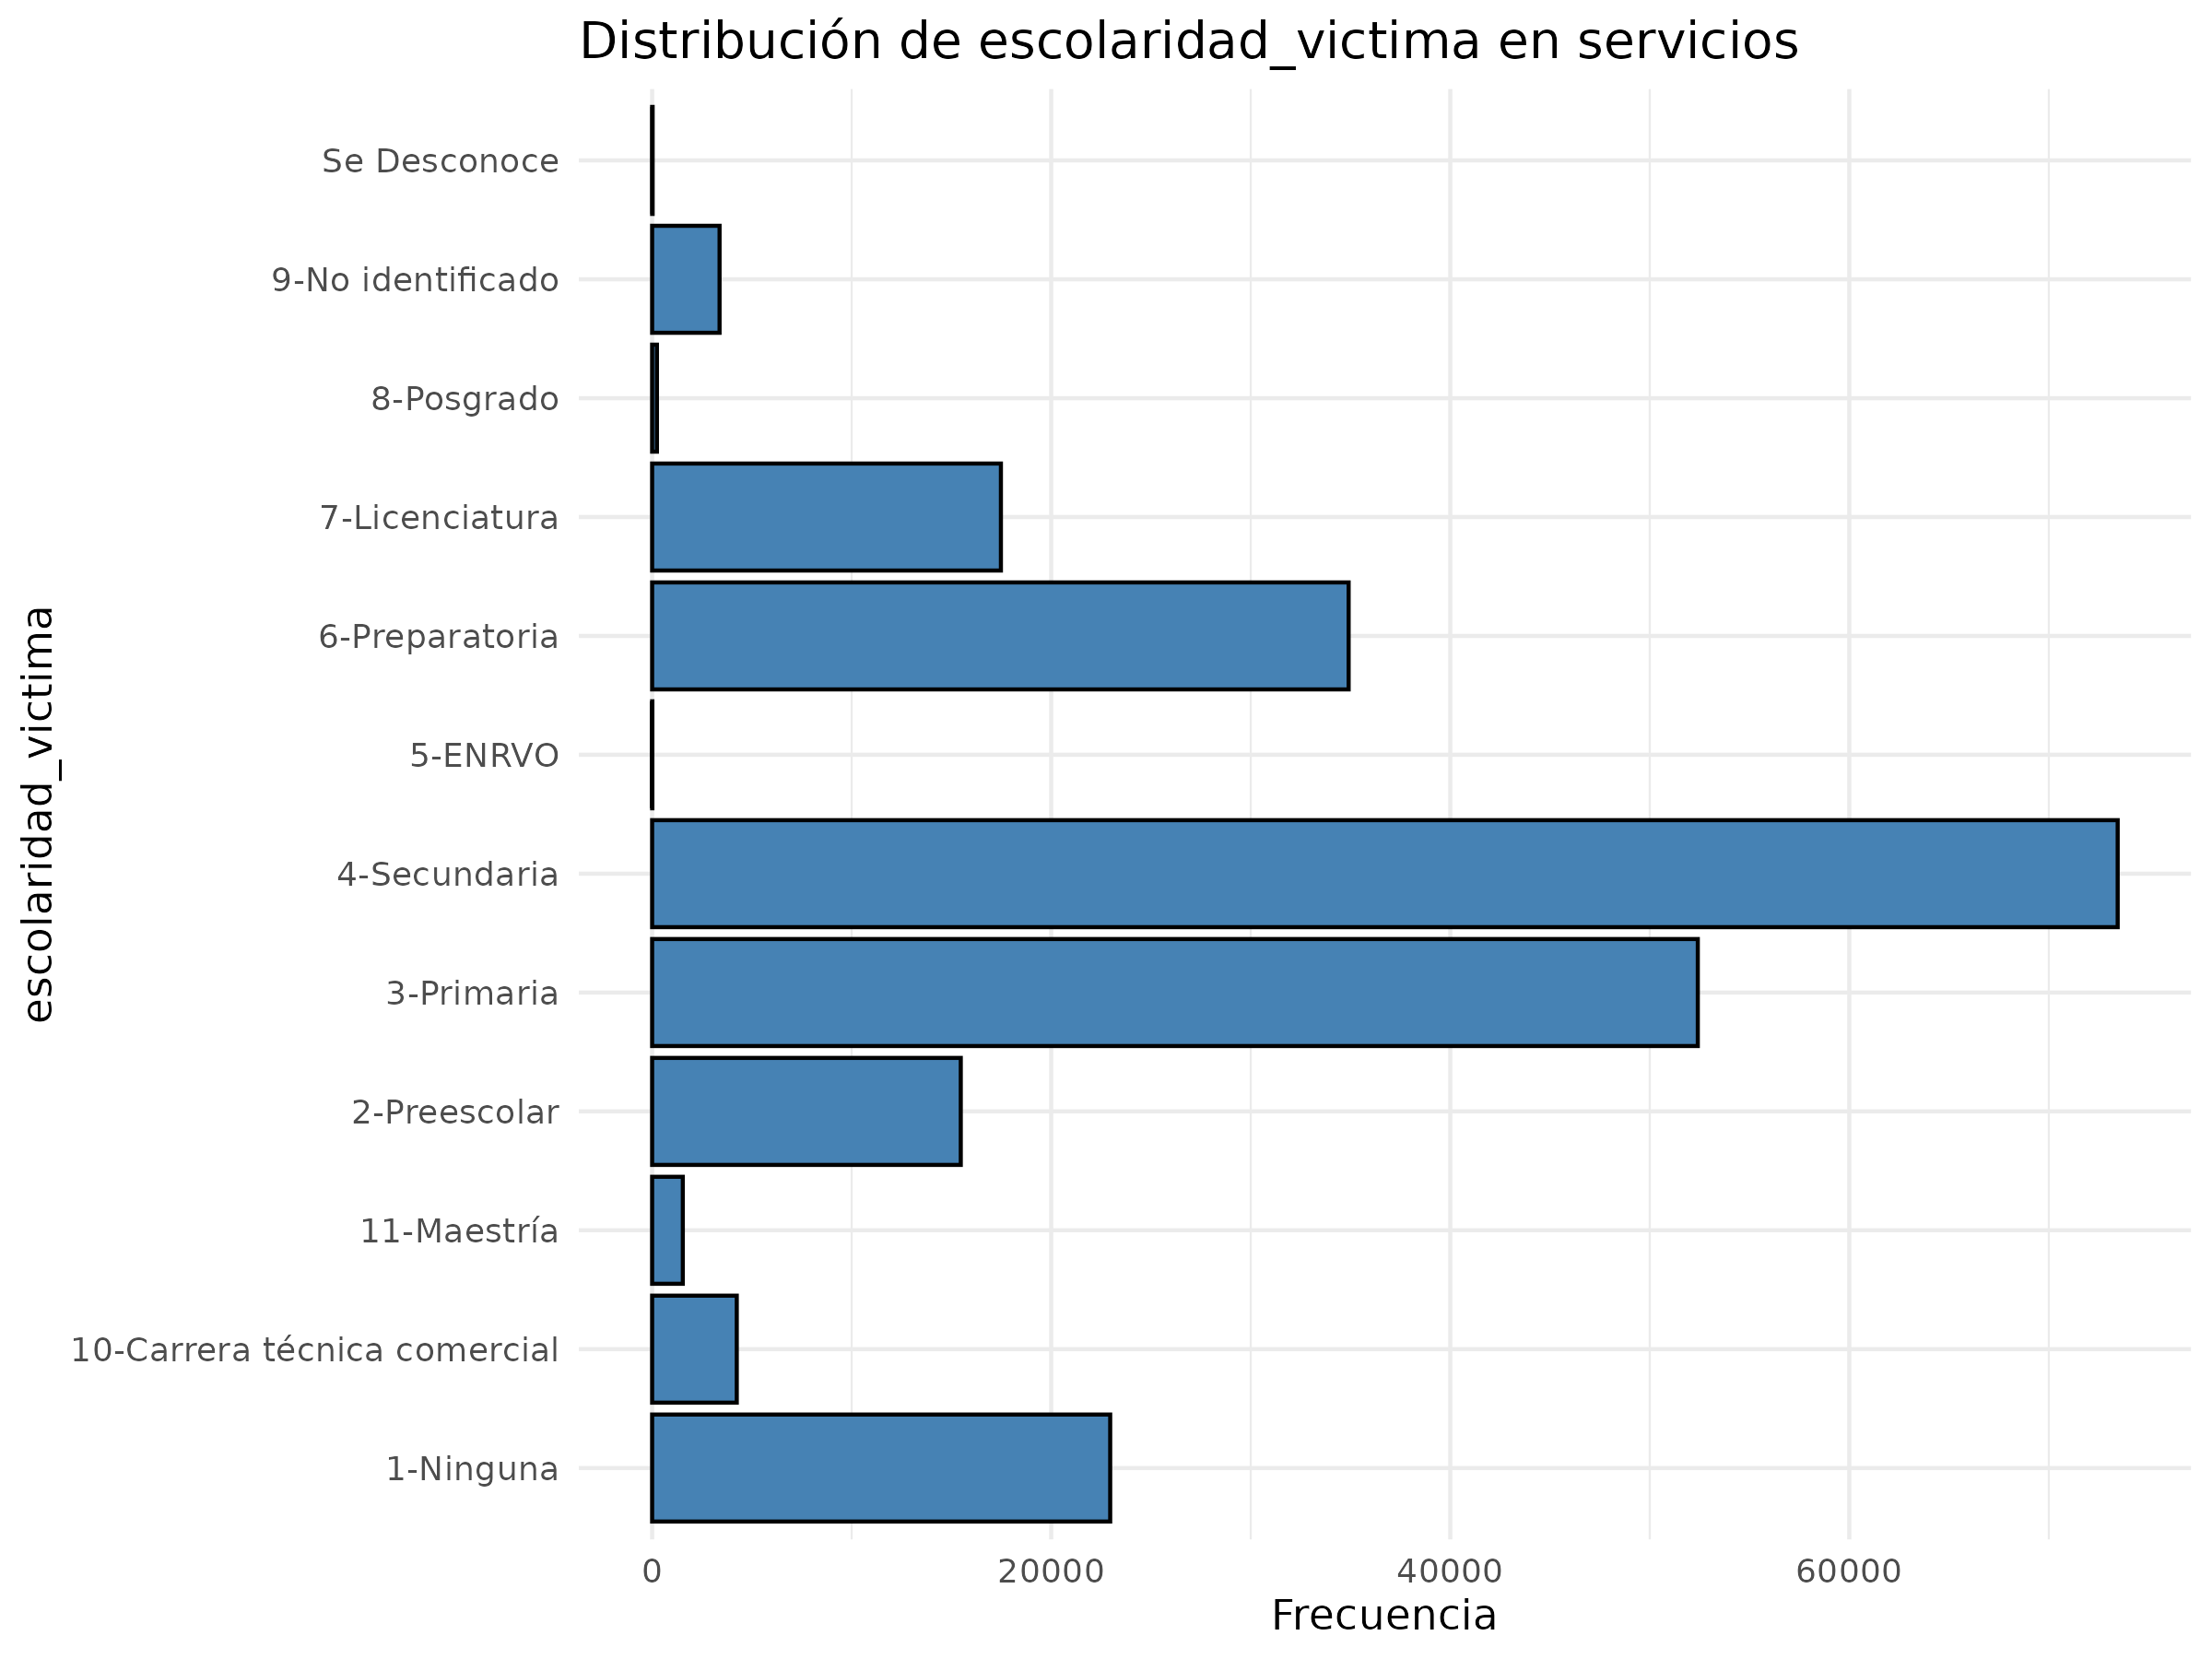 Distribución de escolaridad_victima en servicios
escolaridad_victima
Se Desconoce
9-No identificado
8-Posgrado
7-Licenciatura
6-Preparatoria
5-ENRVO
4-Secundaria
3-Primaria
2-Preescolar
11-Maestría
10-Carrera técnica comercial
1-Ninguna
0 20000 40000 60000
Frecuencia